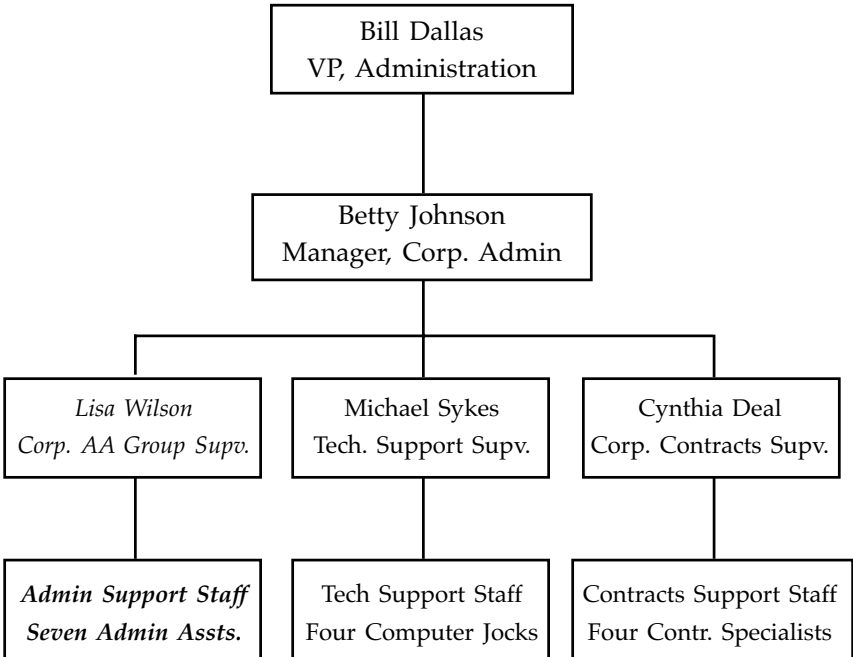 Bill Dallas
VP, Administration
Betty Johnson
Manager, Corp. Admin
Lisa Wilson
Corp. AA Group Supv.
Michael Sykes
Tech. Support Supv.
Cynthia Deal
Corp. Contracts Supv.
Admin Support Staff
Seven Admin Assts.
Tech Support Staff
Four Computer Jocks
Contracts Support Staff
Four Contr. Specialists